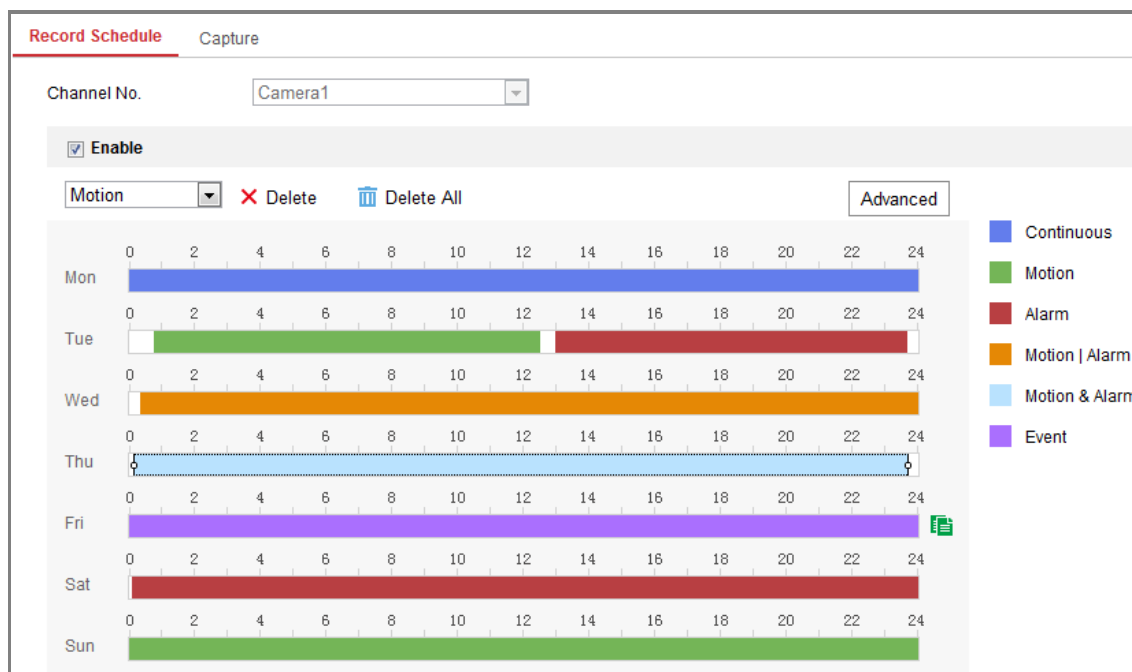 Record Schedule Capture
Channel No. Camera1
Enable
Motion Delete Delete All Advanced
0 2 4 6 8 10 12 14 16 18 20 22 24
Mon
0 2 4 6 8 10 12 14 16 18 20 22 24
Tue
0 2 4 6 8 10 12 14 16 18 20 22 24
Wed
0 2 4 6 8 10 12 14 16 18 20 22 24
Thu
0 2 4 6 8 10 12 14 16 18 20 22 24
Fri
0 2 4 6 8 10 12 14 16 18 20 22 24
Sat
0 2 4 6 8 10 12 14 16 18 20 22 24
Sun
Continuous
Motion
Alarm
Motion | Alarm
Motion & Alarm
Event